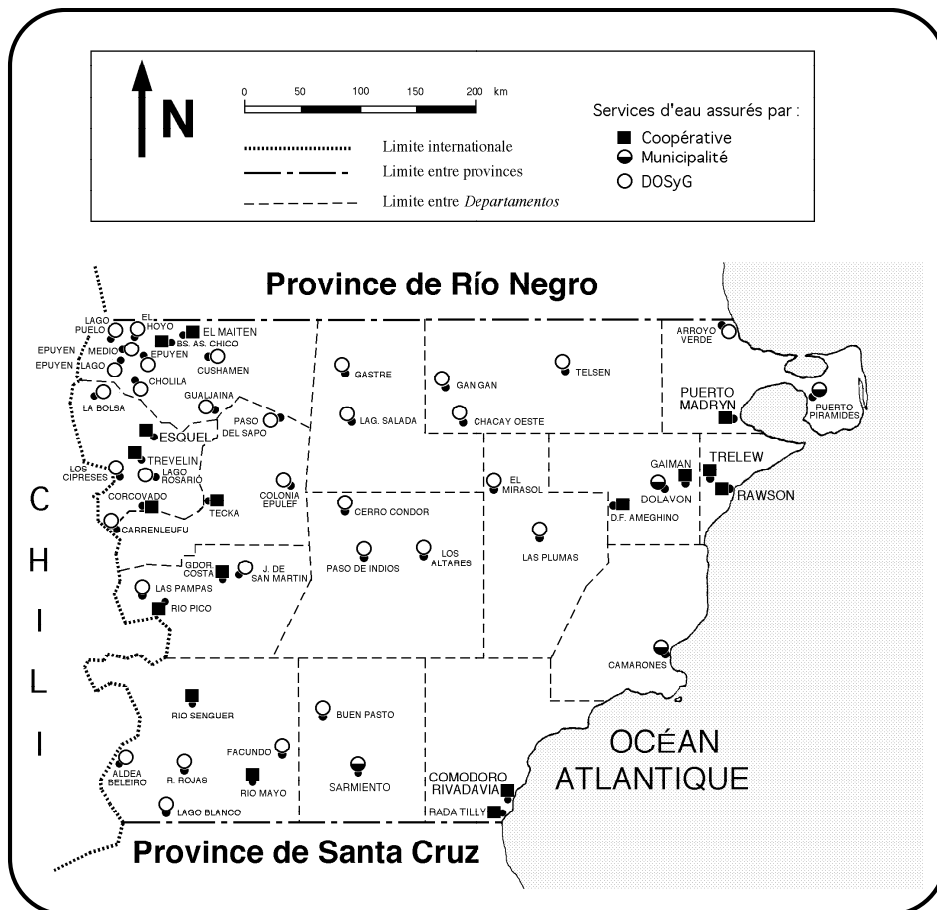 N
0 50 100 150 200 km
Limite internationale
Limite entre provinces
Limite entre Departamentos
Services d'eau assurés par :
Coopérative
Municipalité
DOSyG
Province de Río Negro
LAGO
PUELO
EL
HOYO
EL MAITEN
BS. AS. CHICO
EPUYEN
MEDIO
EPUYEN
EPUYEN LAGO
CUSHAMEN
CHOLILA
LA BOLSA
GUALJAINA
PASO
DEL SAPO
ESQUEL
TREVELIN
LOS
CIPRESES
LAGO
ROSARIO
CORCOVADO
TECKA
COLONIA
EPULEF
CARRENLEUFU
GDOR.
COSTA
J. DE
SAN MARTIN
LAS PAMPAS
RIO PICO
GASTRE
LAG. SALADA
GAN GAN
CHACAY OESTE
TELSEN
ARROYO
VERDE
PUERTO
MADRYN
PUERTO
PIRAMIDES
CERRO CONDOR
PASO DE INDIOS
LOS
ALTARES
EL
MIRASOL
LAS PLUMAS
D.F. AMEGHINO
DOLAVON
GAIMAN
TRELEW
RAWSON
CAMARONES
CHILI
RIO SENGUER
ALDEA
BELEIRO
R. ROJAS
FACUNDO
RIO MAYO
LAGO BLANCO
BUEN PASTO
SARMIENTO
COMODORO
RIVADAVIA
RADA TILLY
OCÉAN
ATLANTIQUE
Province de Santa Cruz